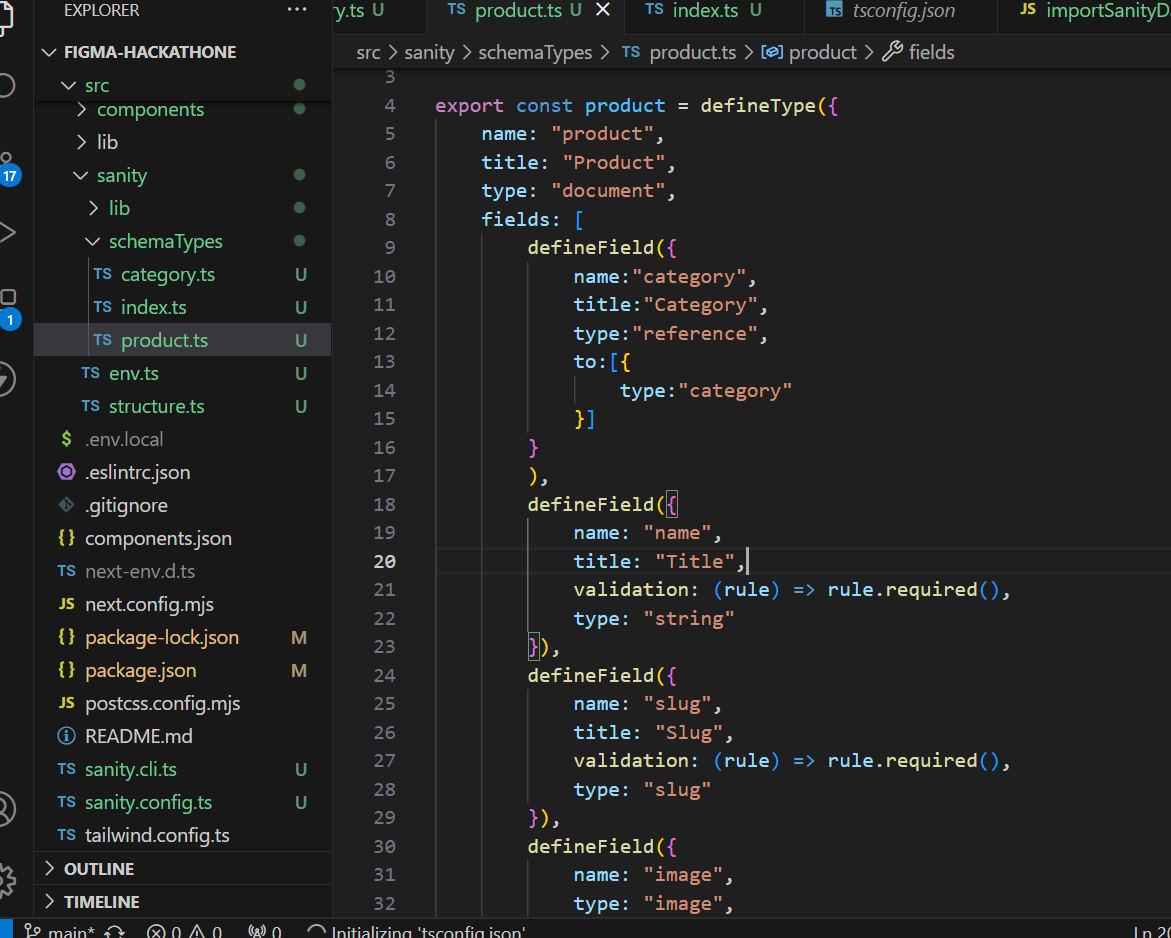 EXPLORER ···
ry.ts U
TS product.ts U ×
TS index.ts U
TS tsconfig.json
JS importSanityD
FIGMA-HACKATHONE
src
components
lib
sanity
lib
schemaTypes
TS category.ts U
TS index.ts U
TS product.ts U
TS env.ts U
TS structure.ts U
$ .env.local
.eslintrc.json
.gitignore
{} components.json
TS next-env.d.ts
JS next.config.mjs
{} package-lock.json M
{} package.json M
JS postcss.config.mjs
README.md
TS sanity.cli.ts U
TS sanity.config.ts U
TS tailwind.config.ts
OUTLINE
TIMELINE
17
1
src > sanity > schemaTypes > TS product.ts > product > fields
3
4 export const product = defineType({
5 name: "product",
6 title: "Product",
7 type: "document",
8 fields: [
9 defineField({
10 name:"category",
11 title:"Category",
12 type:"reference",
13 to:[{
14 type:"category"
15 }]
16 }
17 ),
18 defineField({
19 name: "name",
20 title: "Title",
21 validation: (rule) => rule.required(),
22 type: "string"
23 }),
24 defineField({
25 name: "slug",
26 title: "Slug",
27 validation: (rule) => rule.required(),
28 type: "slug"
29 }),
30 defineField({
31 name: "image",
32 type: "image",
main* 0 0 0 Initializing 'tsconfig.json' Ln 20